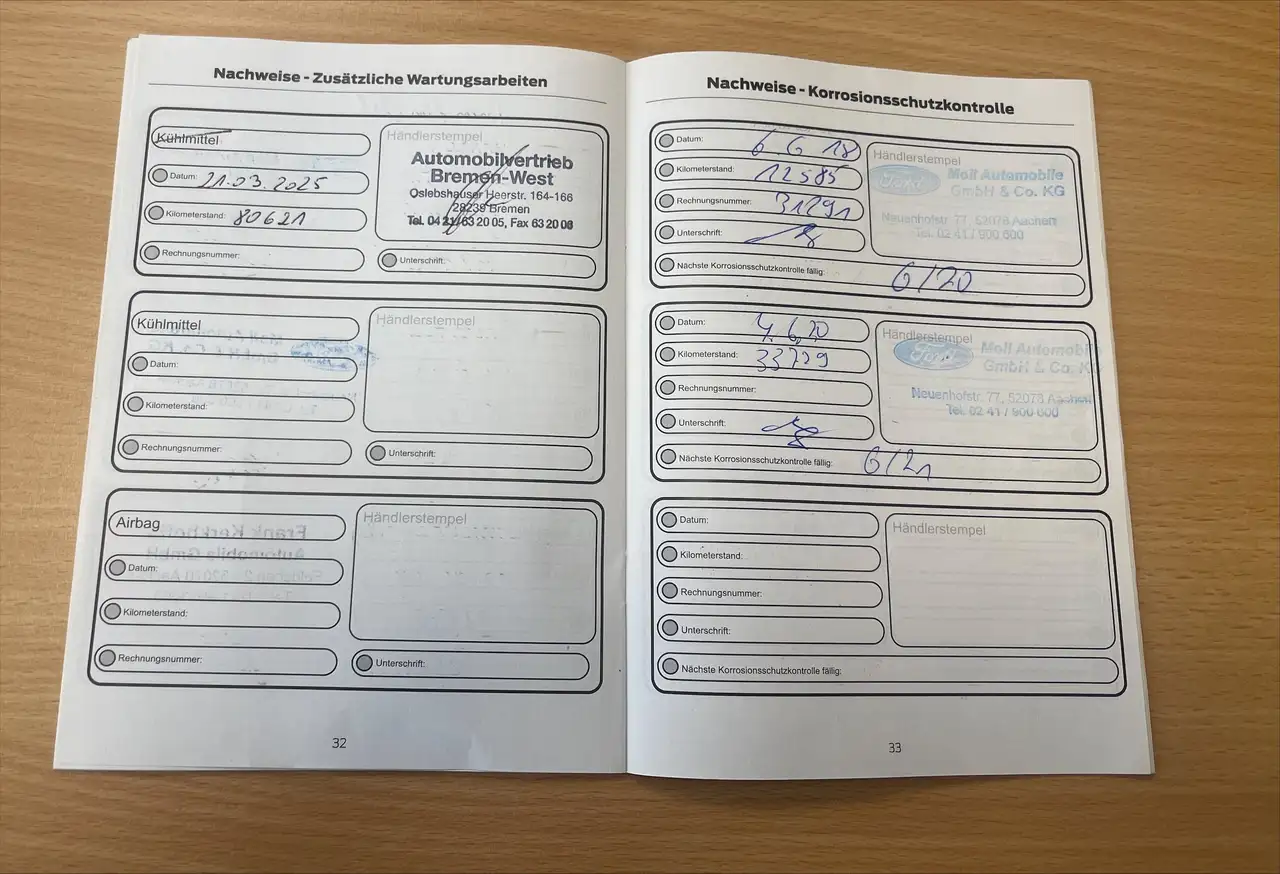 Nachweise - Zusätzliche Wartungsarbeiten
Kühlmittel
Datum: 21.03.2025
Kilometerstand: 80621
Rechnungsnummer:
Händlerstempel
Automobilvertrieb
Bremen-West
Oslebshauser Heerstr. 164-166
28239 Bremen
Tel. 04 21/63 20 05, Fax 63 20 06
Unterschrift:
Kühlmittel
Datum:
Kilometerstand:
Rechnungsnummer:
Händlerstempel
Unterschrift:
Airbag
Datum:
Kilometerstand:
Rechnungsnummer:
Händlerstempel
Unterschrift:
32
Nachweise - Korrosionsschutzkontrolle
Datum: 6 6 18
Kilometerstand: 12585
Rechnungsnummer: 31291
Unterschrift:
Nächste Korrosionsschutzkontrolle fällig: 6/20
Händlerstempel
Ford
Moll Automobile
GmbH & Co. KG
Neuenhofstr. 77, 52078 Aachen
Tel. 02 41 / 900 600
Datum: 4.6.20
Kilometerstand: 33729
Rechnungsnummer:
Unterschrift:
Nächste Korrosionsschutzkontrolle fällig: 6/21
Händlerstempel
Ford
Moll Automobile
GmbH & Co. KG
Neuenhofstr. 77, 52078 Aachen
Tel. 02 41 / 900 600
Datum:
Kilometerstand:
Rechnungsnummer:
Unterschrift:
Nächste Korrosionsschutzkontrolle fällig:
Händlerstempel
33